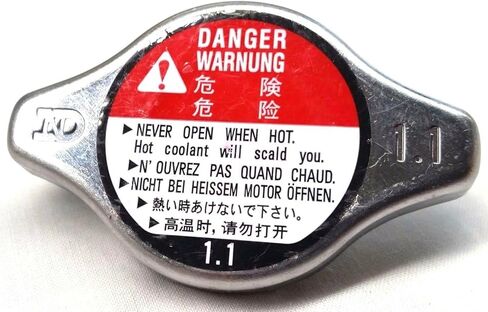 DANGER
WARNUNG
危 険
危 险
▶NEVER OPEN WHEN HOT.
Hot coolant will scald you.
▶N'OUVREZ PAS QUAND CHAUD.
▶NICHT BEI HEISSEM MOTOR ÖFFNEN.
▶熱い時あけないで下さい。
▶高温时,请勿打开
1.1
1.1